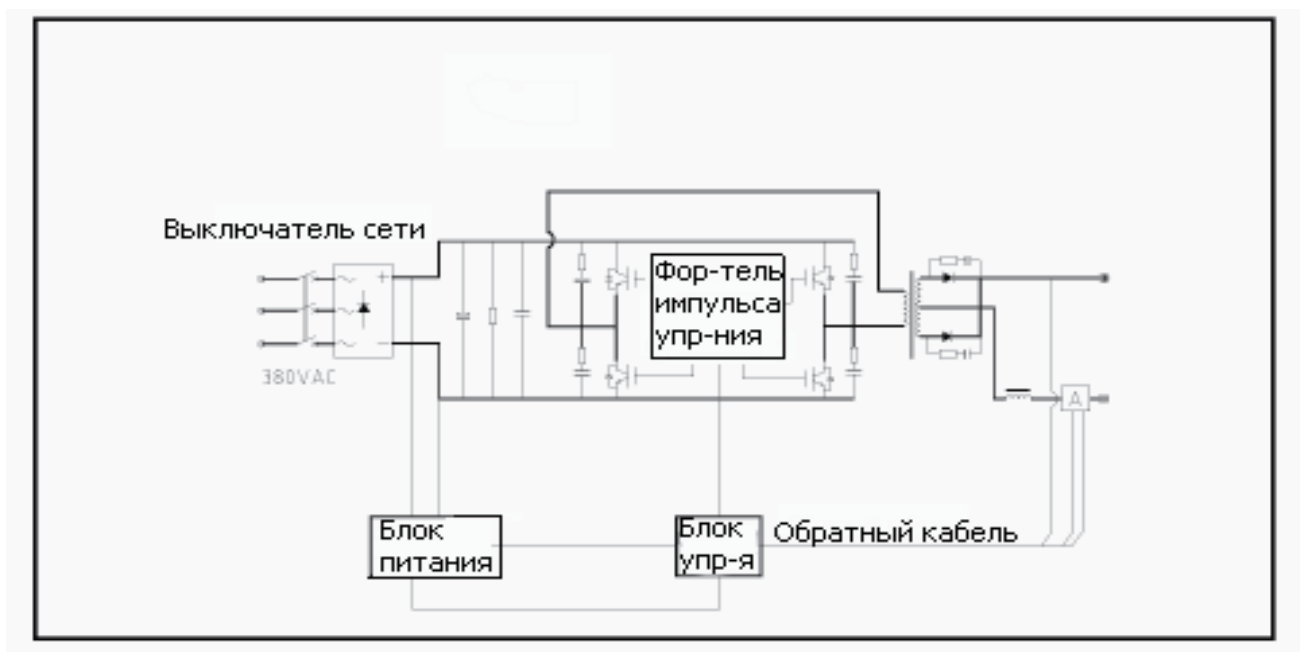 Выключатель сети
Фор-тель
импульса
упр-ния
+
−
380VAC
A
Блок
питания
Блок
упр-я
Обратный кабель